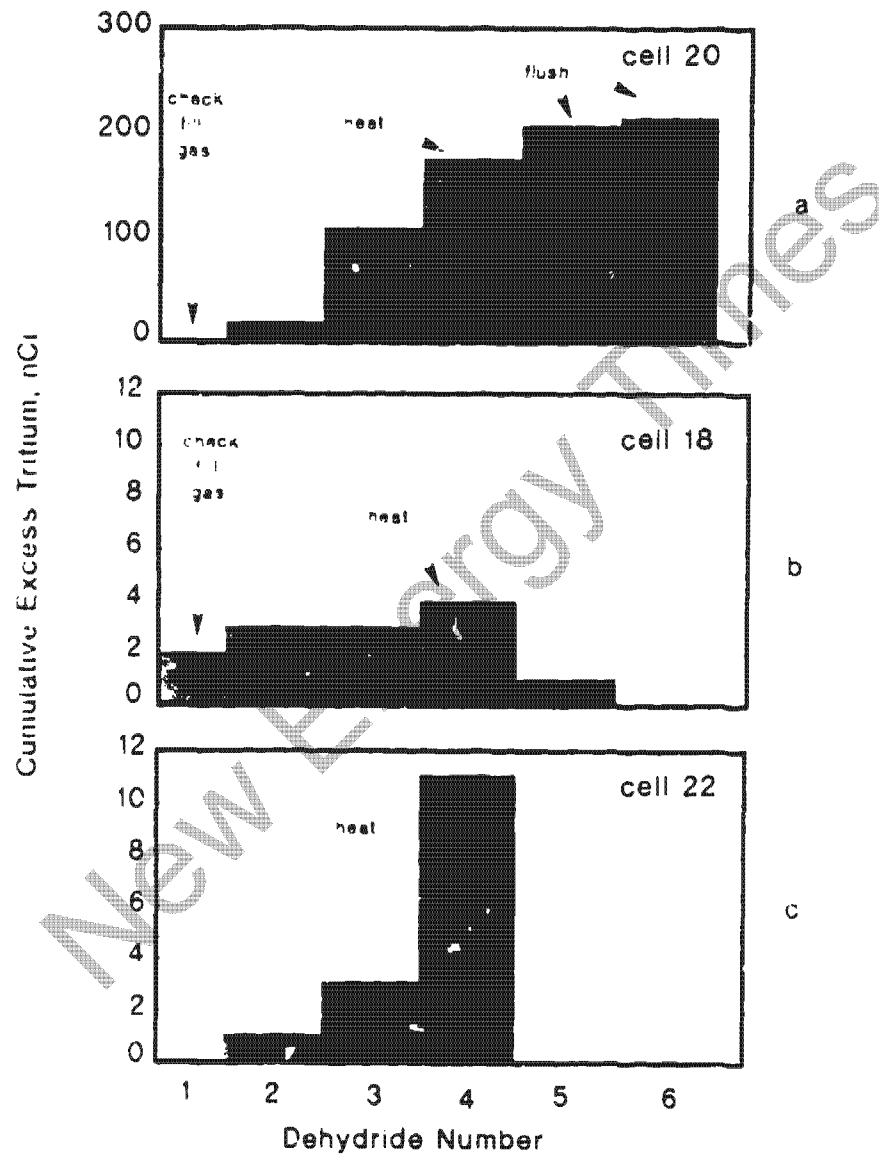 300
200
100
0
check
gas
heat
flush
cell 20
a
12
10
8
6
4
2
0
check
gas
heat
cell 18
b
12
10
8
6
4
2
0
heat
cell 22
c
1 2 3 4 5 6
Dehydride Number
Cumulative Excess Tritium, nCi
New Energy Times